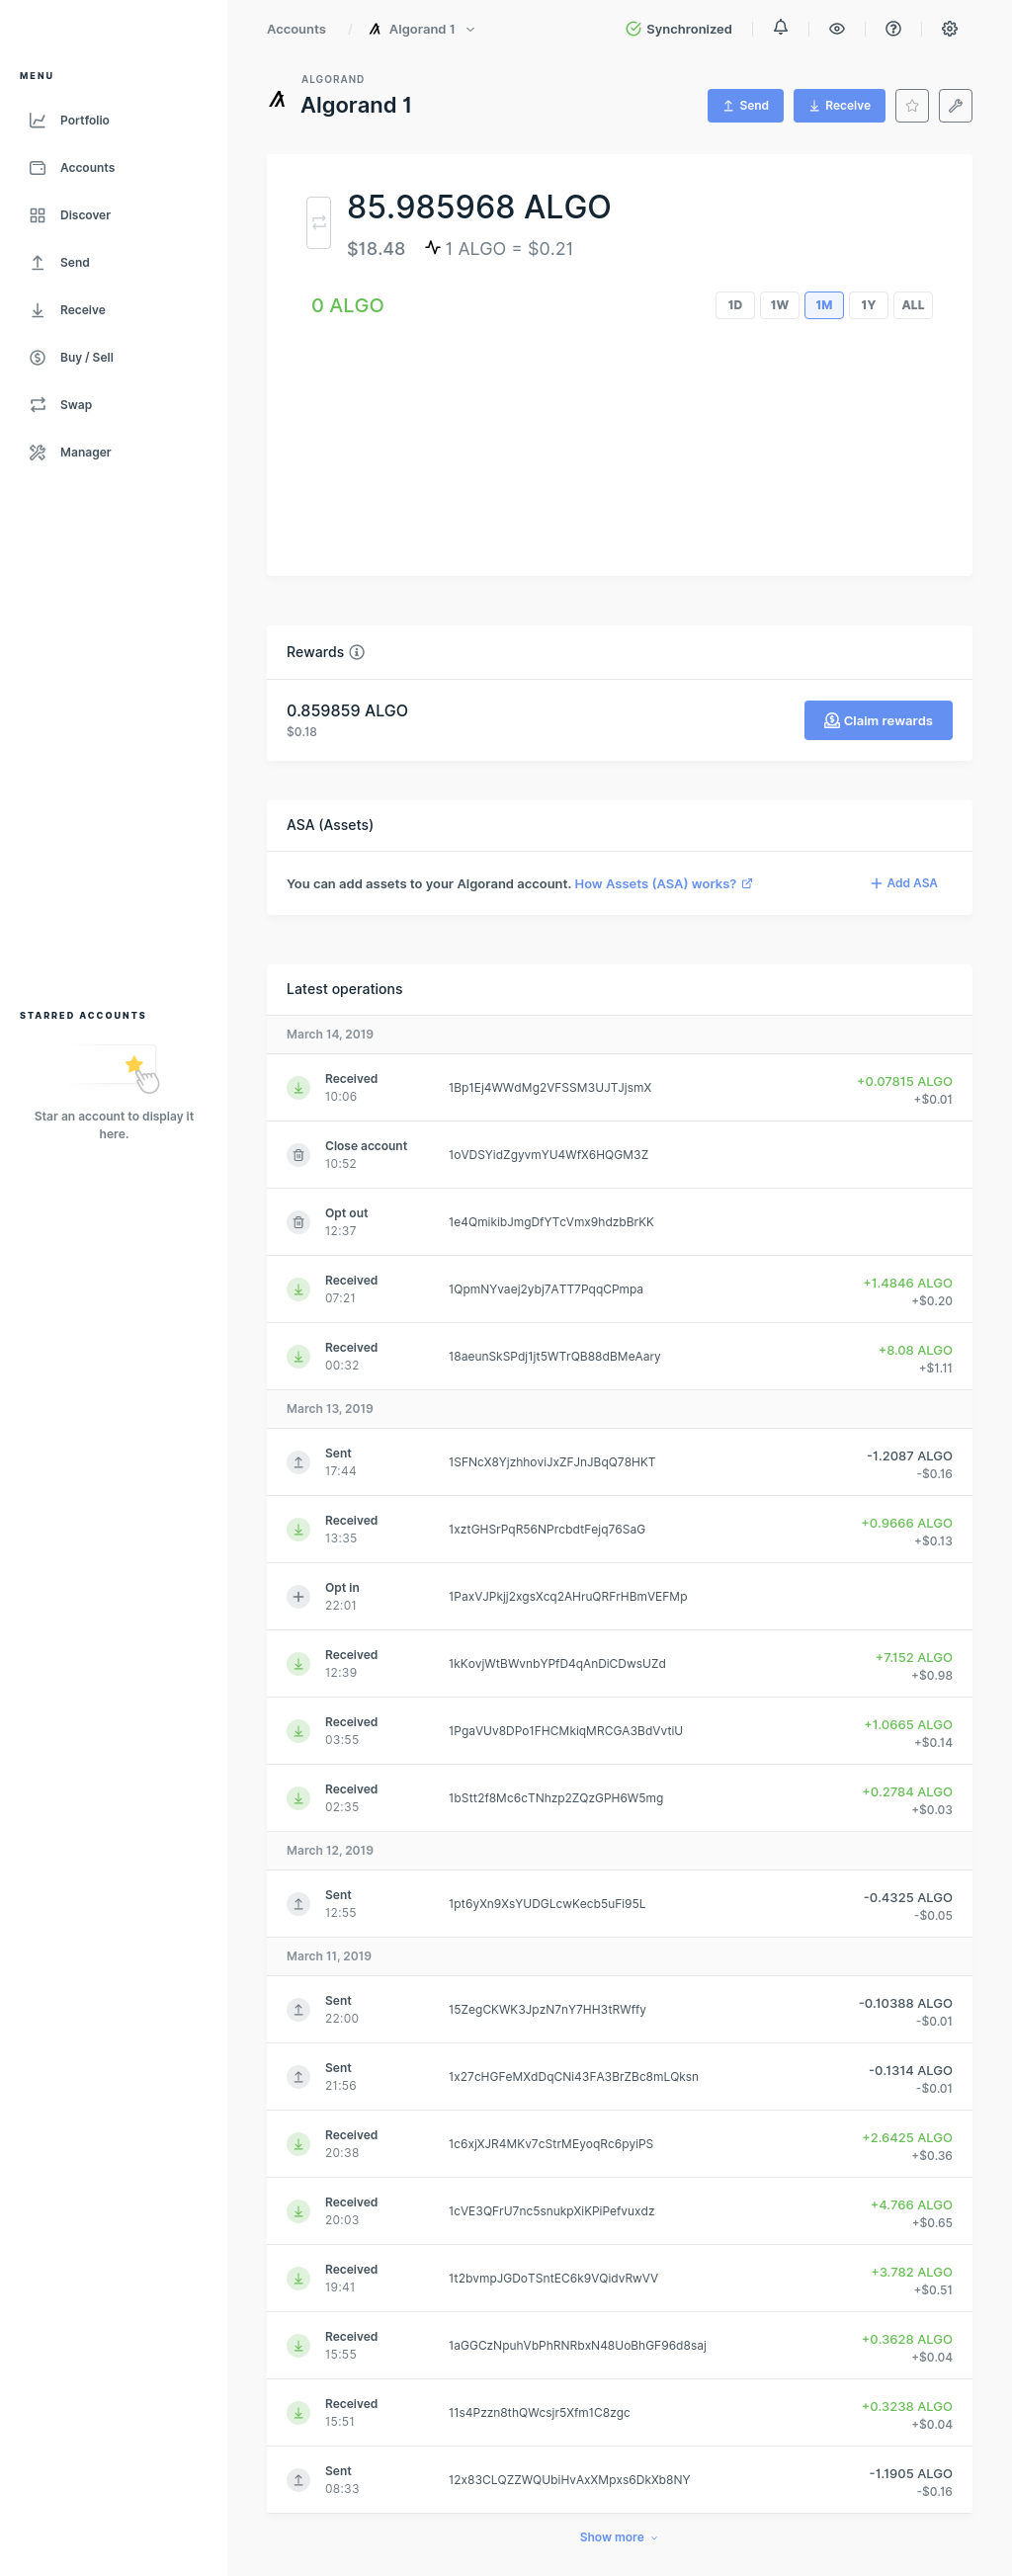 Accounts / Algorand 1
Synchronized
MENU
Portfolio
Accounts
Discover
Send
Receive
Buy / Sell
Swap
Manager
STARRED ACCOUNTS
Star an account to display it
here.
ALGORAND
Algorand 1
Send
Receive
85.985968 ALGO
$18.48
1 ALGO = $0.21
0 ALGO
1D
1W
1M
1Y
ALL
Rewards
0.859859 ALGO
$0.18
Claim rewards
ASA (Assets)
You can add assets to your Algorand account. How Assets (ASA) works?
Add ASA
Latest operations
March 14, 2019
Received
10:06
1Bp1Ej4WWdMg2VFSSM3UJTJjsmX
+0.07815 ALGO
+$0.01
Close account
10:52
1oVDSYidZgyvmYU4WfX6HQGM3Z
Opt out
12:37
1e4QmikibJmgDfYTcVmx9hdzbBrKK
Received
07:21
1QpmNYvaej2ybj7ATT7PqqCPmpa
+1.4846 ALGO
+$0.20
Received
00:32
18aeunSkSPdj1jt5WTrQB88dBMeAary
+8.08 ALGO
+$1.11
March 13, 2019
Sent
17:44
1SFNcX8YjzhhoviJxZFJnJBqQ78HKT
-1.2087 ALGO
-$0.16
Received
13:35
1xztGHSrPqR56NPrcbdtFejq76SaG
+0.9666 ALGO
+$0.13
Opt in
22:01
1PaxVJPkjj2xgsXcq2AHruQRFrHBmVEFMp
Received
12:39
1kKovjWtBWvnbYPfD4qAnDiCDwsUZd
+7.152 ALGO
+$0.98
Received
03:55
1PgaVUv8DPo1FHCMkiqMRCGA3BdVvtiU
+1.0665 ALGO
+$0.14
Received
02:35
1bStt2f8Mc6cTNhzp2ZQzGPH6W5mg
+0.2784 ALGO
+$0.03
March 12, 2019
Sent
12:55
1pt6yXn9XsYUDGLcwKecb5uFi95L
-0.4325 ALGO
-$0.05
March 11, 2019
Sent
22:00
15ZegCKWK3JpzN7nY7HH3tRWffy
-0.10388 ALGO
-$0.01
Sent
21:56
1x27cHGFeMXdDqCNi43FA3BrZBc8mLQksn
-0.1314 ALGO
-$0.01
Received
20:38
1c6xjXJR4MKv7cStrMEyoqRc6pyiPS
+2.6425 ALGO
+$0.36
Received
20:03
1cVE3QFrU7nc5snukpXiKPiPefvuxdz
+4.766 ALGO
+$0.65
Received
19:41
1t2bvmpJGDoTSntEC6k9VQidvRwVV
+3.782 ALGO
+$0.51
Received
15:55
1aGGCzNpuhVbPhRNRbxN48UoBhGF96d8saj
+0.3628 ALGO
+$0.04
Received
15:51
11s4Pzzn8thQWcsjr5Xfm1C8zgc
+0.3238 ALGO
+$0.04
Sent
08:33
12x83CLQZZWQUbiHvAxXMpxs6DkXb8NY
-1.1905 ALGO
-$0.16
Show more